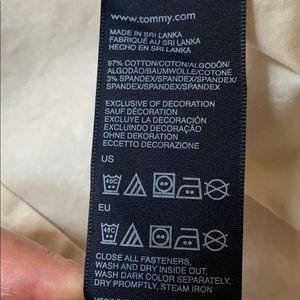 www.tommy.com
MADE IN SRI LANKA
FABRIQUÉ AU SRI LANKA
HECHO EN SRI LANKA
97% COTTON/COTON/ALGODÓN/
ALGODÃO/BAUMWOLLE/COTONE
3% SPANDEX/SPANDEX/SPANDEX/
SPANDEX/SPANDEX/SPANDEX
EXCLUSIVE OF DECORATION
SAUF DÉCORATION
EXCLUYE LA DECORACIÓN
EXCLUINDO DECORAÇÃO
OHNE DEKORATION
ECCETTO DECORAZIONE
US
40C
EU
40C
CLOSE ALL FASTENERS,
WASH AND DRY INSIDE OUT,
WASH DARK COLOR SEPARATELY,
DRY PROMPTLY, STEAM IRON